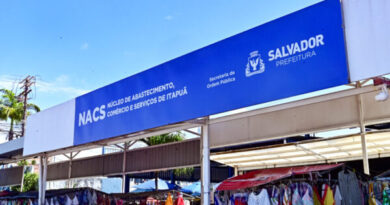 NACS NÚCLEO DE ABASTECIMENTO,
COMÉRCIO E SERVIÇOS DE ITAPUÃ
Secretaria de
Ordem Pública
SALVADOR
PREFEITURA